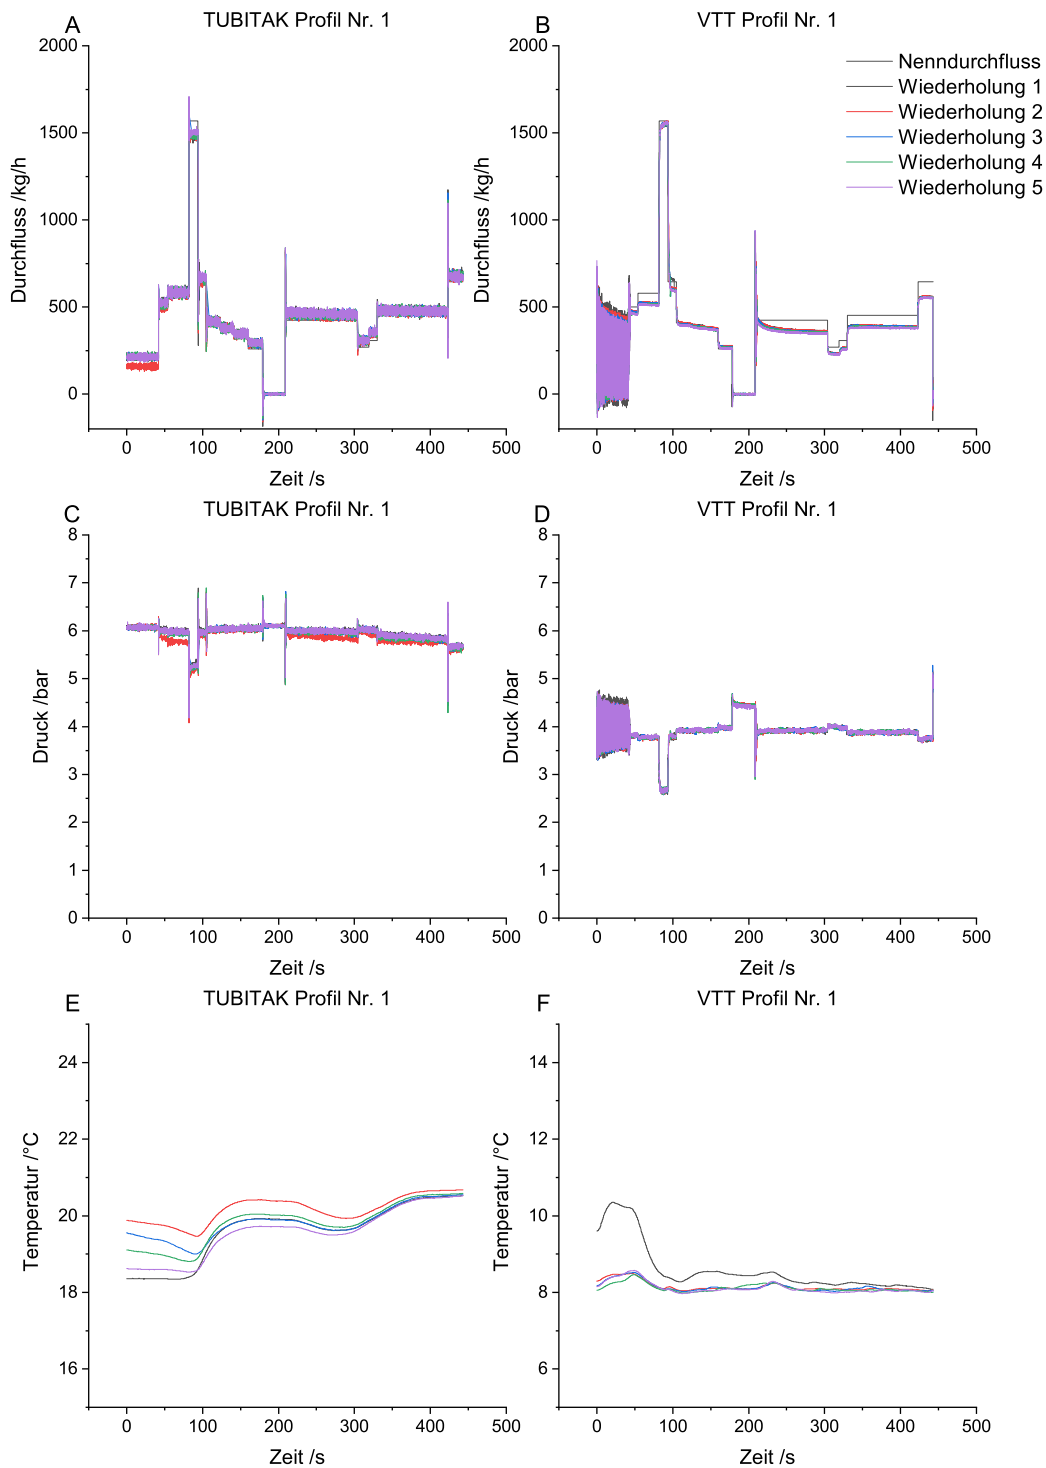 A
TUBITAK Profil Nr. 1
2000
1500
1000
500
0
Durchfluss /kg/h
0
100
200
300
400
500
Zeit /s
B
VTT Profil Nr. 1
2000
1500
1000
500
0
Durchfluss /kg/h
0
100
200
300
400
500
Zeit /s
Nenndurchfluss
Wiederholung 1
Wiederholung 2
Wiederholung 3
Wiederholung 4
Wiederholung 5
C
TUBITAK Profil Nr. 1
8
7
6
5
4
3
2
1
0
Druck /bar
0
100
200
300
400
500
Zeit /s
D
VTT Profil Nr. 1
8
7
6
5
4
3
2
1
0
Druck /bar
0
100
200
300
400
500
Zeit /s
E
TUBITAK Profil Nr. 1
24
22
20
18
16
Temperatur /°C
0
100
200
300
400
500
Zeit /s
F
VTT Profil Nr. 1
14
12
10
8
6
Temperatur /°C
0
100
200
300
400
500
Zeit /s